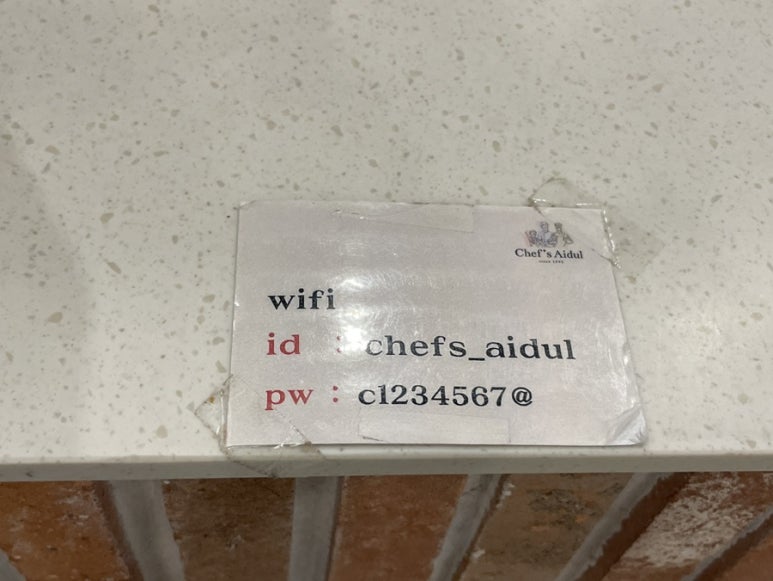 Chef's Aidul
wifi
id : chefs_aidul
pw : c1234567@